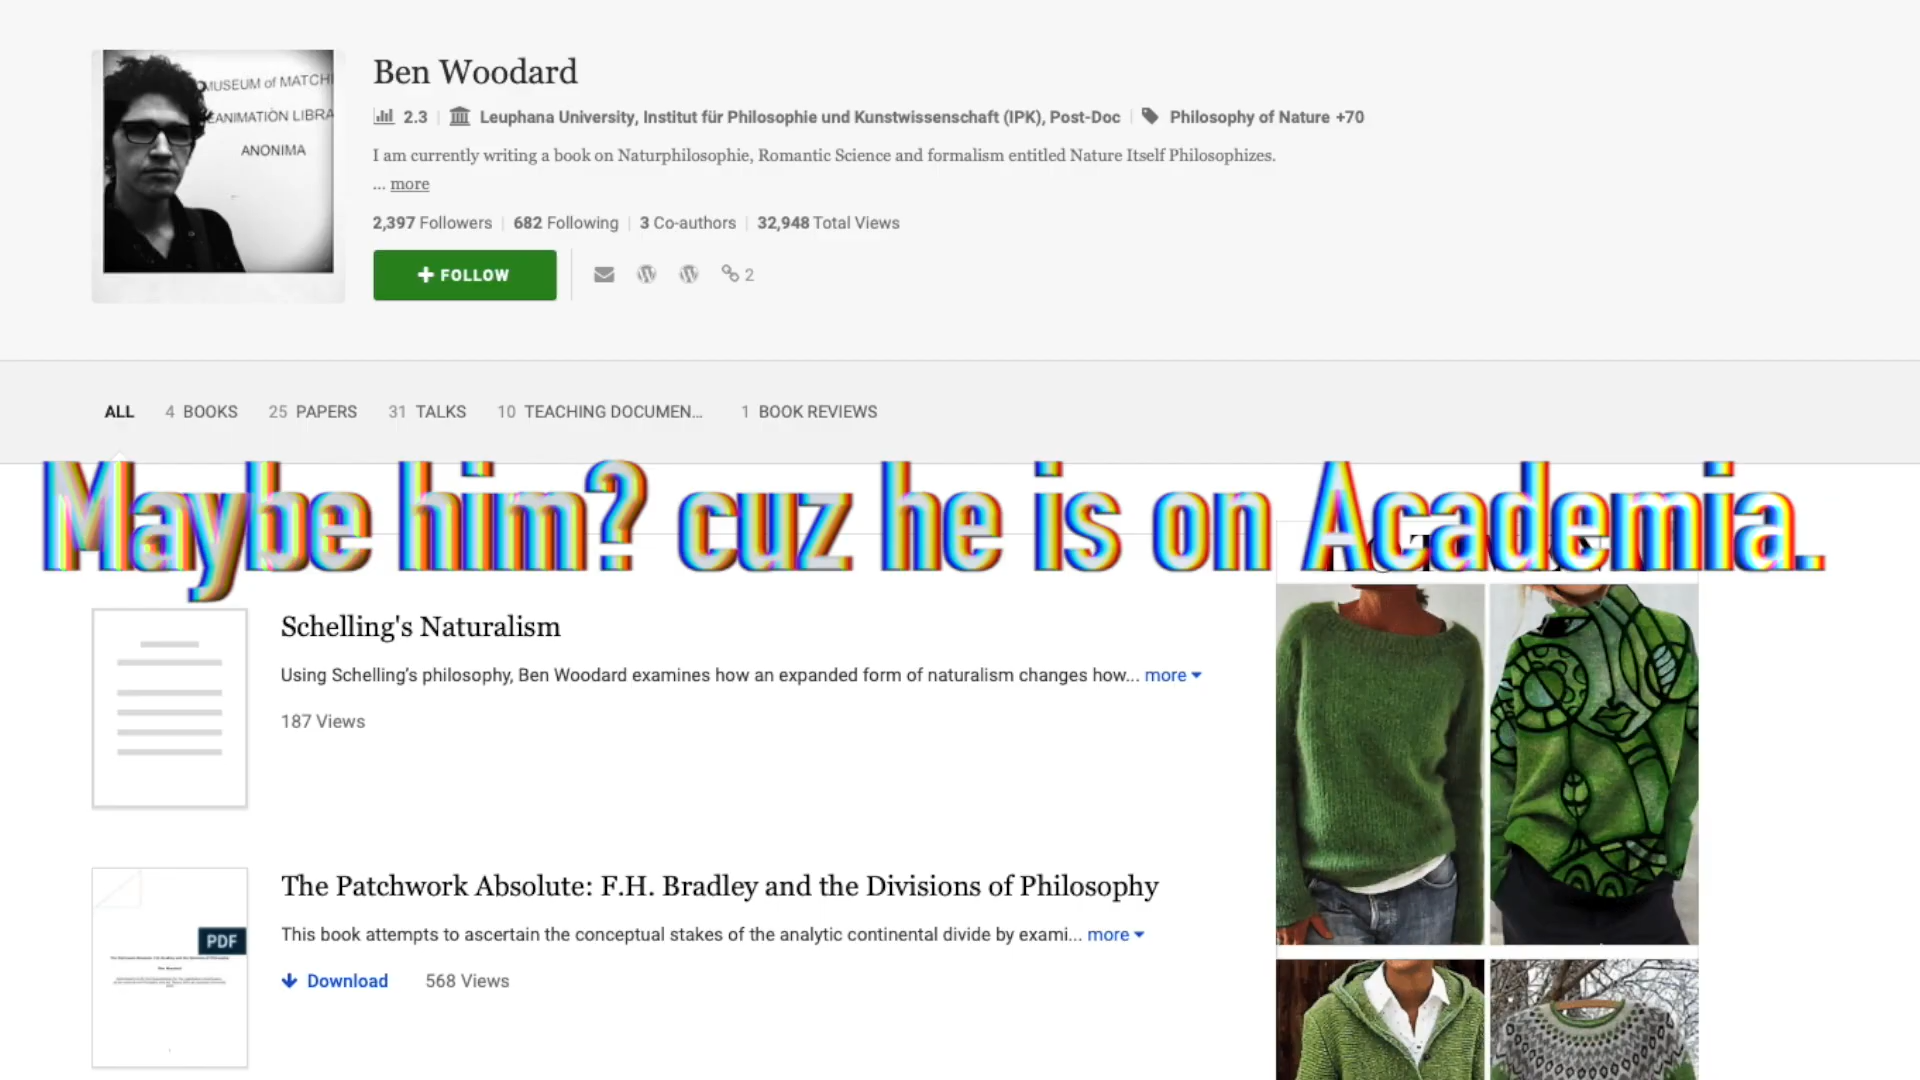 MUSEUM of MATCHI
EANIMATION LIBRA
ANONIMA
Ben Woodard
2.3 | Leuphana University, Institut für Philosophie und Kunstwissenschaft (IPK), Post-Doc | Philosophy of Nature +70
I am currently writing a book on Naturphilosophie, Romantic Science and formalism entitled Nature Itself Philosophizes.
... more
2,397 Followers | 682 Following | 3 Co-authors | 32,948 Total Views
+ FOLLOW
2
ALL 4 BOOKS 25 PAPERS 31 TALKS 10 TEACHING DOCUMEN... 1 BOOK REVIEWS
Maybe him? cuz he is on Academia.
Schelling's Naturalism
Using Schelling's philosophy, Ben Woodard examines how an expanded form of naturalism changes how... more
187 Views
PDF
The Patchwork Absolute: F.H. Bradley and the Divisions of Philosophy
This book attempts to ascertain the conceptual stakes of the analytic continental divide by exami... more
Download 568 Views